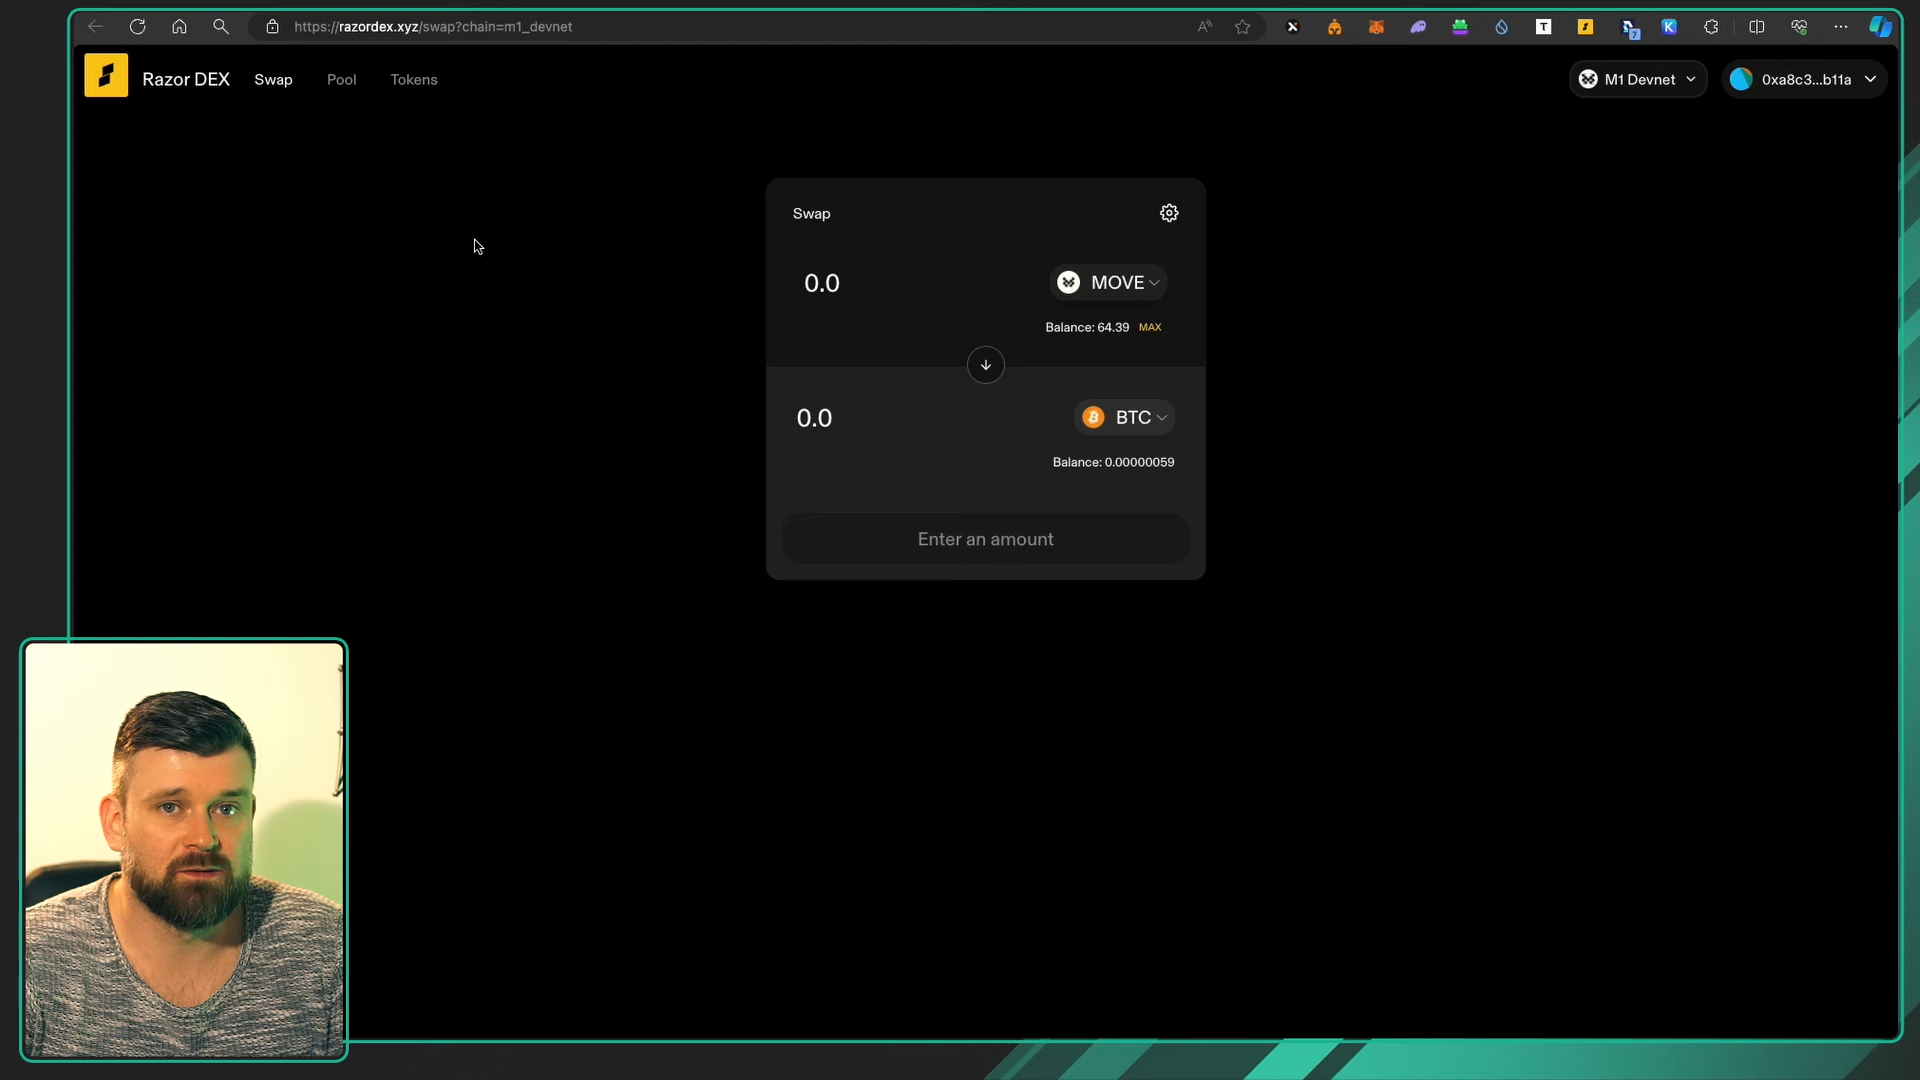 https://razordex.xyz/swap?chain=m1_devnet
T
7
K
Razor DEX
Swap
Pool
Tokens
M1 Devnet
0xa8c3...b11a
Swap
0.0
MOVE
Balance: 64.39 MAX
0.0
BTC
Balance: 0.00000059
Enter an amount